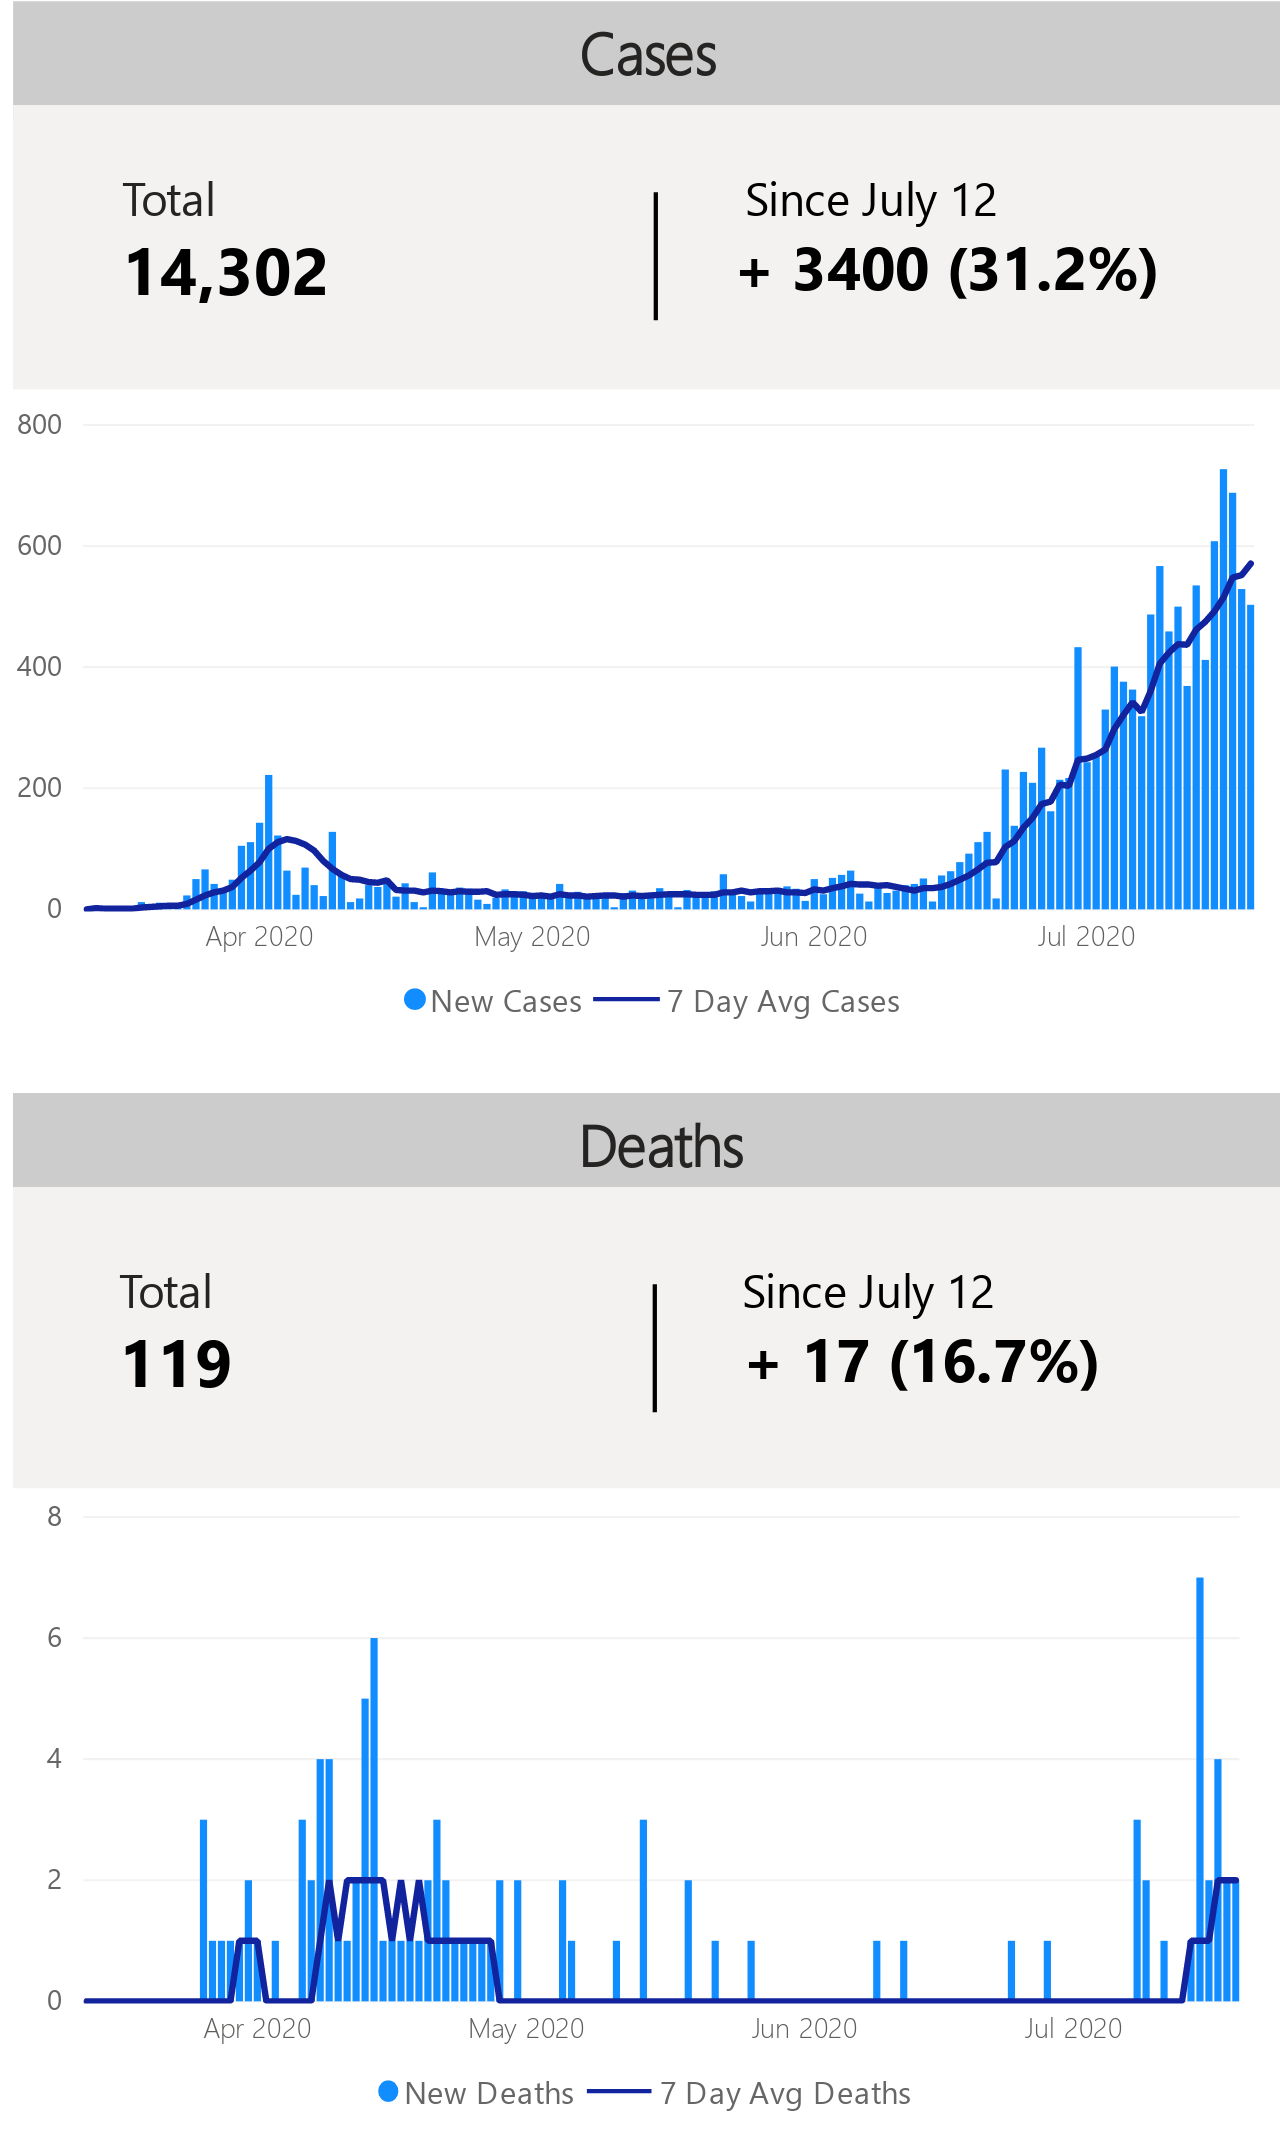 Cases
Total
Since July 12
14,302
+ 3400 (31.2%)
800
600
400
200
0
Apr 2020
May 2020
Jun 2020
Jul 2020
New Cases
7 Day Avg Cases
Deaths
Total
Since July 12
119
+ 17 (16.7%)
8
6
4
2
0
Apr 2020
May 2020
Jun 2020
Jul 2020
New Deaths
7 Day Avg Deaths